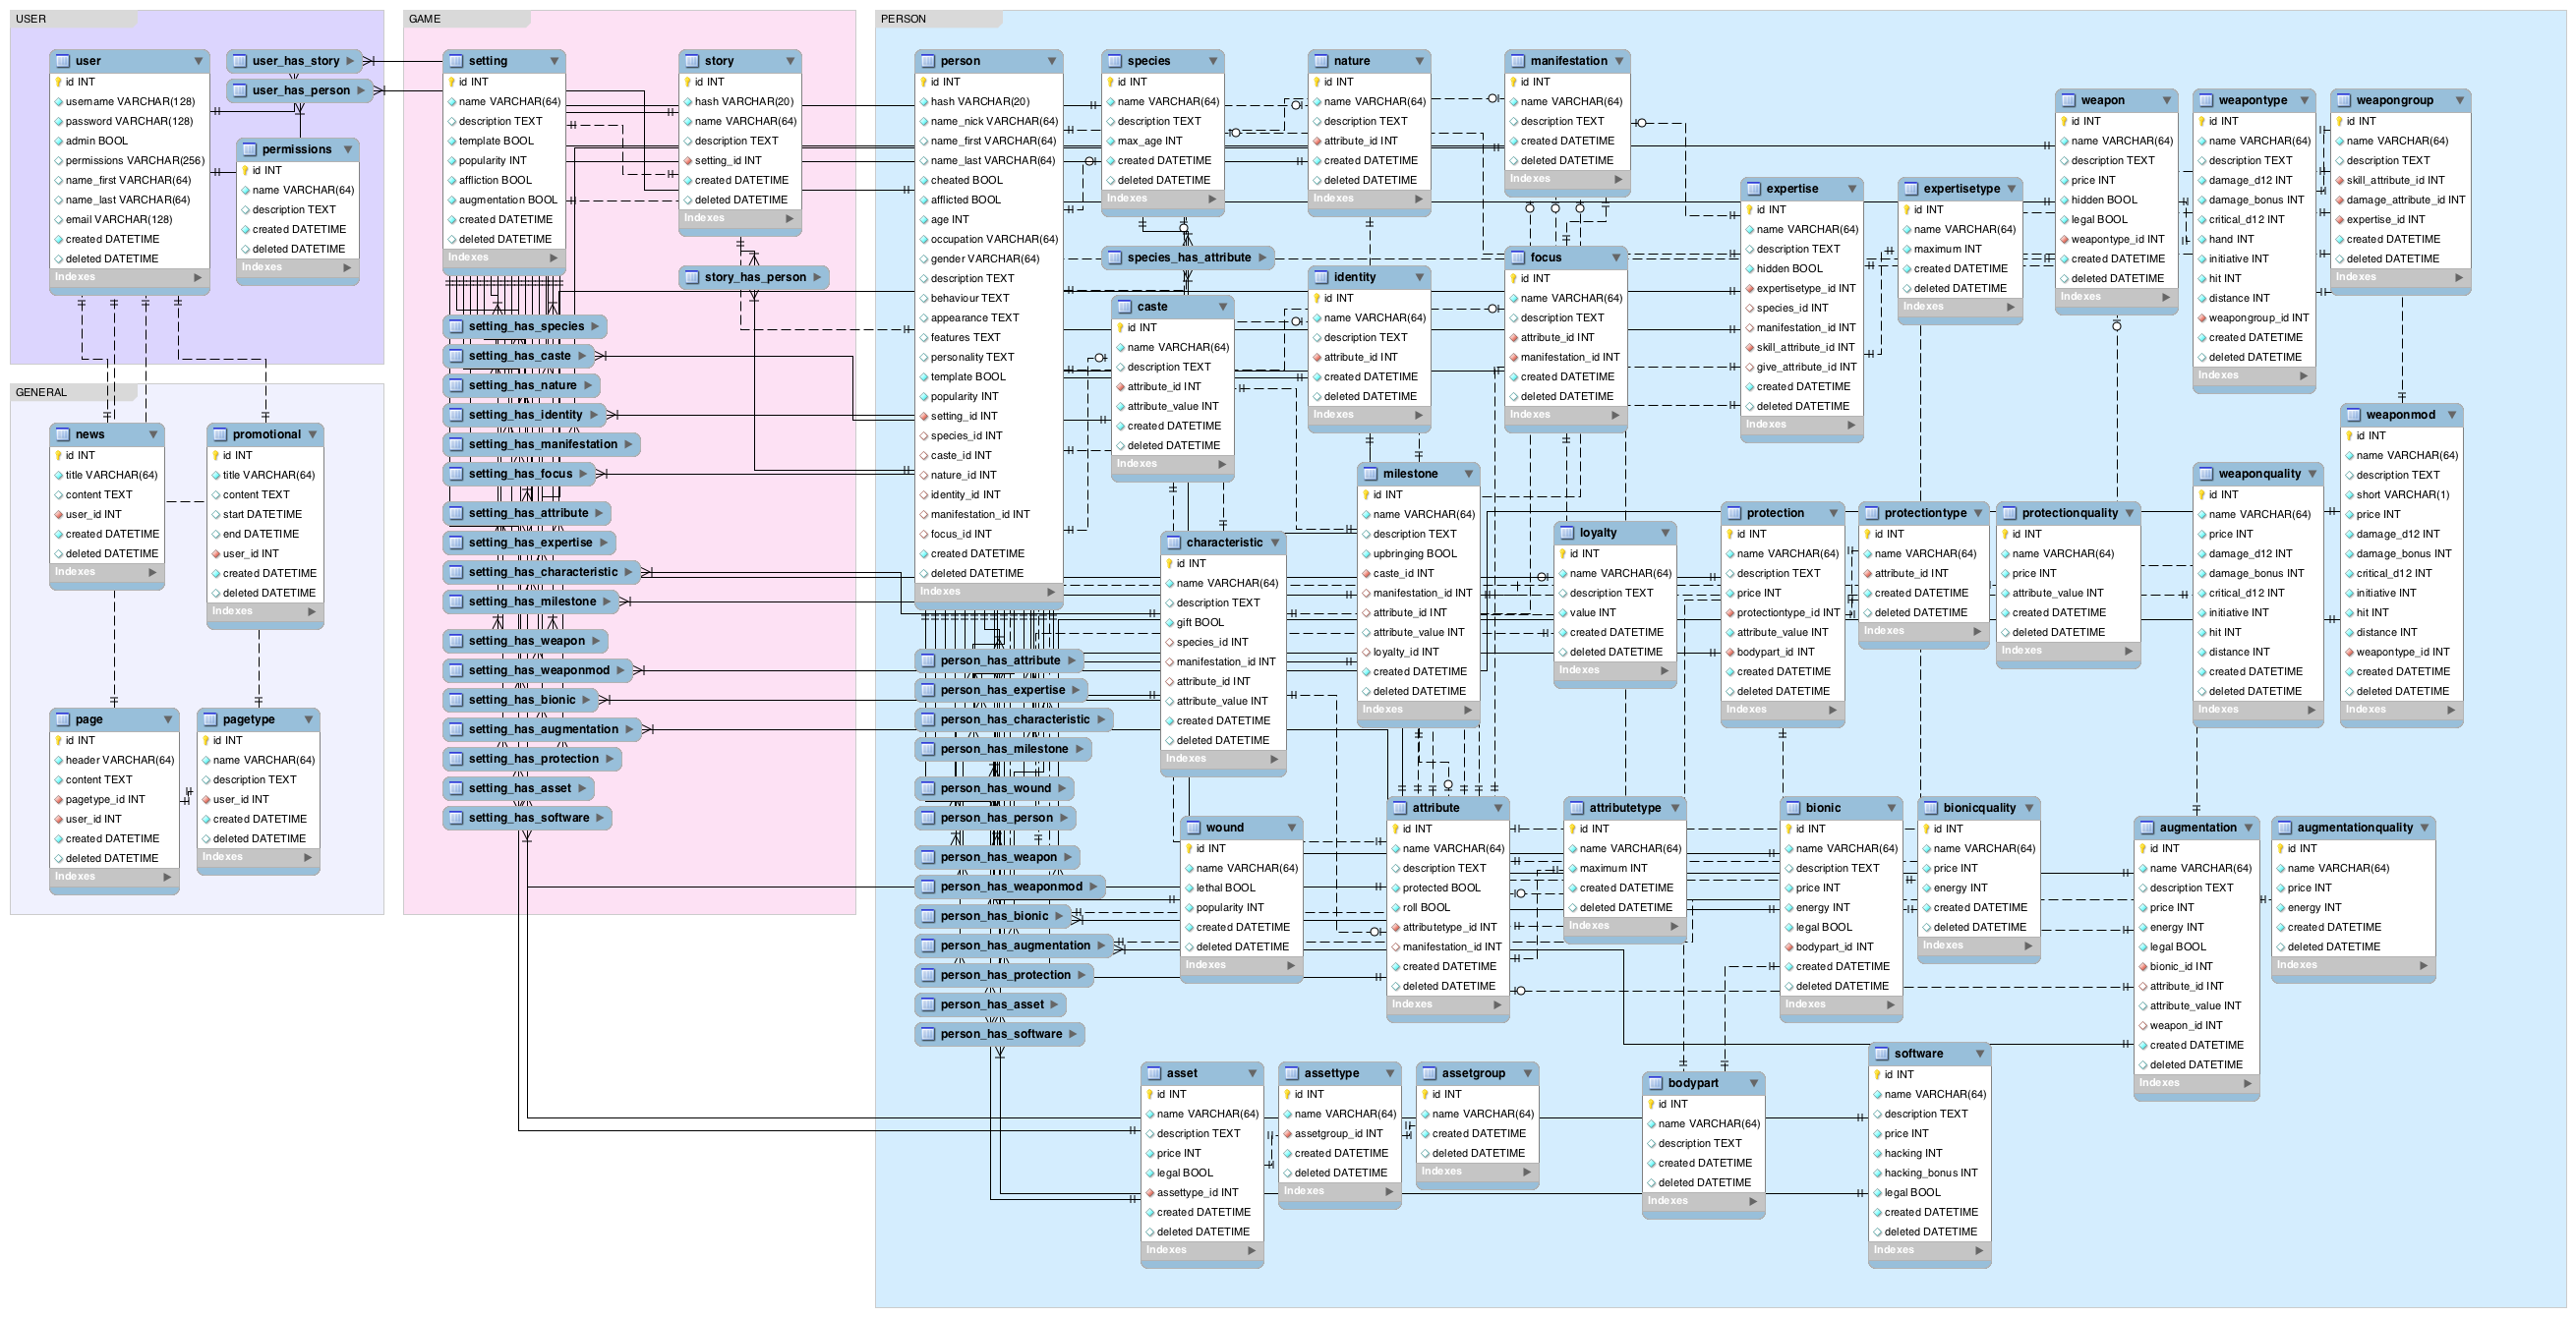 USER
user
id INT
username VARCHAR(128)
password VARCHAR(128)
admin BOOL
permissions VARCHAR(256)
name_first VARCHAR(64)
name_last VARCHAR(64)
email VARCHAR(128)
created DATETIME
deleted DATETIME
Indexes
user_has_story
user_has_person
permissions
id INT
name VARCHAR(64)
description TEXT
created DATETIME
deleted DATETIME
Indexes
GENERAL
news
id INT
title VARCHAR(64)
content TEXT
user_id INT
created DATETIME
deleted DATETIME
Indexes
promotional
id INT
title VARCHAR(64)
content TEXT
start DATETIME
end DATETIME
user_id INT
created DATETIME
deleted DATETIME
Indexes
page
id INT
header VARCHAR(64)
content TEXT
pagetype_id INT
user_id INT
created DATETIME
deleted DATETIME
Indexes
pagetype
id INT
name VARCHAR(64)
description TEXT
user_id INT
created DATETIME
deleted DATETIME
Indexes
GAME
setting
id INT
name VARCHAR(64)
description TEXT
template BOOL
popularity INT
affliction BOOL
augmentation BOOL
created DATETIME
deleted DATETIME
Indexes
story
id INT
hash VARCHAR(20)
name VARCHAR(64)
description TEXT
setting_id INT
created DATETIME
deleted DATETIME
Indexes
story_has_person
setting_has_species
setting_has_caste
setting_has_nature
setting_has_identity
setting_has_manifestation
setting_has_focus
setting_has_attribute
setting_has_expertise
setting_has_characteristic
setting_has_milestone
setting_has_weapon
setting_has_weaponmod
setting_has_bionic
setting_has_augmentation
setting_has_protection
setting_has_asset
setting_has_software
PERSON
person
id INT
hash VARCHAR(20)
name_nick VARCHAR(64)
name_first VARCHAR(64)
name_last VARCHAR(64)
cheated BOOL
afflicted BOOL
age INT
occupation VARCHAR(64)
gender VARCHAR(64)
description TEXT
behaviour TEXT
appearance TEXT
features TEXT
personality TEXT
template BOOL
popularity INT
setting_id INT
species_id INT
caste_id INT
nature_id INT
identity_id INT
manifestation_id INT
focus_id INT
created DATETIME
deleted DATETIME
Indexes
person_has_attribute
person_has_expertise
person_has_characteristic
person_has_milestone
person_has_wound
person_has_person
person_has_weapon
person_has_weaponmod
person_has_bionic
person_has_augmentation
person_has_protection
person_has_asset
person_has_software
species
id INT
name VARCHAR(64)
description TEXT
max_age INT
created DATETIME
deleted DATETIME
Indexes
species_has_attribute
nature
id INT
name VARCHAR(64)
description TEXT
attribute_id INT
created DATETIME
deleted DATETIME
Indexes
manifestation
id INT
name VARCHAR(64)
description TEXT
created DATETIME
deleted DATETIME
Indexes
caste
id INT
name VARCHAR(64)
description TEXT
attribute_id INT
attribute_value INT
created DATETIME
deleted DATETIME
Indexes
identity
id INT
name VARCHAR(64)
description TEXT
attribute_id INT
created DATETIME
deleted DATETIME
Indexes
focus
id INT
name VARCHAR(64)
description TEXT
attribute_id INT
manifestation_id INT
created DATETIME
deleted DATETIME
Indexes
expertise
id INT
name VARCHAR(64)
description TEXT
hidden BOOL
expertisetype_id INT
species_id INT
manifestation_id INT
skill_attribute_id INT
give_attribute_id INT
created DATETIME
deleted DATETIME
Indexes
expertisetype
id INT
name VARCHAR(64)
maximum INT
created DATETIME
deleted DATETIME
Indexes
weapon
id INT
name VARCHAR(64)
description TEXT
price INT
hidden BOOL
legal BOOL
weapontype_id INT
created DATETIME
deleted DATETIME
Indexes
weapontype
id INT
name VARCHAR(64)
description TEXT
damage_d12 INT
damage_bonus INT
critical_d12 INT
hand INT
initiative INT
hit INT
distance INT
weapongroup_id INT
created DATETIME
deleted DATETIME
Indexes
weapongroup
id INT
name VARCHAR(64)
description TEXT
skill_attribute_id INT
damage_attribute_id INT
expertise_id INT
created DATETIME
deleted DATETIME
Indexes
characteristic
id INT
name VARCHAR(64)
description TEXT
gift BOOL
species_id INT
manifestation_id INT
attribute_id INT
attribute_value INT
created DATETIME
deleted DATETIME
Indexes
milestone
id INT
name VARCHAR(64)
description TEXT
upbringing BOOL
caste_id INT
manifestation_id INT
attribute_id INT
attribute_value INT
loyalty_id INT
created DATETIME
deleted DATETIME
Indexes
loyalty
id INT
name VARCHAR(64)
description TEXT
value INT
created DATETIME
deleted DATETIME
Indexes
protection
id INT
name VARCHAR(64)
description TEXT
price INT
protectiontype_id INT
attribute_value INT
bodypart_id INT
created DATETIME
deleted DATETIME
Indexes
protectiontype
id INT
name VARCHAR(64)
attribute_id INT
created DATETIME
deleted DATETIME
Indexes
protectionquality
id INT
name VARCHAR(64)
price INT
attribute_value INT
created DATETIME
deleted DATETIME
Indexes
weaponquality
id INT
name VARCHAR(64)
price INT
damage_d12 INT
damage_bonus INT
critical_d12 INT
initiative INT
hit INT
distance INT
created DATETIME
deleted DATETIME
Indexes
weaponmod
id INT
name VARCHAR(64)
description TEXT
short VARCHAR(1)
price INT
damage_d12 INT
damage_bonus INT
critical_d12 INT
initiative INT
hit INT
distance INT
weapontype_id INT
created DATETIME
deleted DATETIME
Indexes
wound
id INT
name VARCHAR(64)
lethal BOOL
popularity INT
created DATETIME
deleted DATETIME
Indexes
attribute
id INT
name VARCHAR(64)
description TEXT
protected BOOL
roll BOOL
attributetype_id INT
manifestation_id INT
created DATETIME
deleted DATETIME
Indexes
attributetype
id INT
name VARCHAR(64)
maximum INT
created DATETIME
deleted DATETIME
Indexes
bionic
id INT
name VARCHAR(64)
description TEXT
price INT
energy INT
legal BOOL
bodypart_id INT
created DATETIME
deleted DATETIME
Indexes
bionicquality
id INT
name VARCHAR(64)
price INT
energy INT
created DATETIME
deleted DATETIME
Indexes
augmentation
id INT
name VARCHAR(64)
description TEXT
price INT
energy INT
legal BOOL
bionic_id INT
attribute_id INT
attribute_value INT
weapon_id INT
created DATETIME
deleted DATETIME
Indexes
augmentationquality
id INT
name VARCHAR(64)
price INT
energy INT
created DATETIME
deleted DATETIME
Indexes
asset
id INT
name VARCHAR(64)
description TEXT
price INT
legal BOOL
assettype_id INT
created DATETIME
deleted DATETIME
Indexes
assettype
id INT
name VARCHAR(64)
assetgroup_id INT
created DATETIME
deleted DATETIME
Indexes
assetgroup
id INT
name VARCHAR(64)
created DATETIME
deleted DATETIME
Indexes
bodypart
id INT
name VARCHAR(64)
description TEXT
created DATETIME
deleted DATETIME
Indexes
software
id INT
name VARCHAR(64)
description TEXT
price INT
hacking INT
hacking_bonus INT
legal BOOL
created DATETIME
deleted DATETIME
Indexes